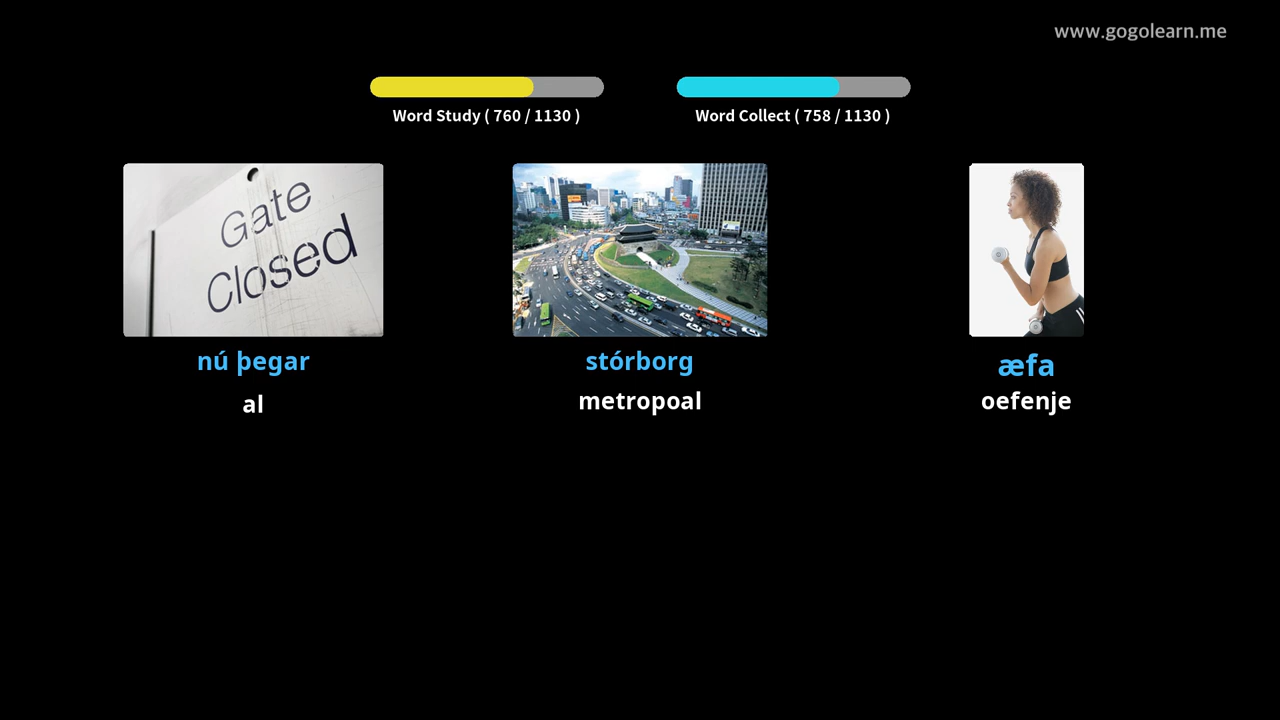 www.gogolearn.me
Word Study ( 760 / 1130 )
Word Collect ( 758 / 1130 )
Gate
Closed
nú þegar
al
stórborg
metropoal
æfa
oefenje